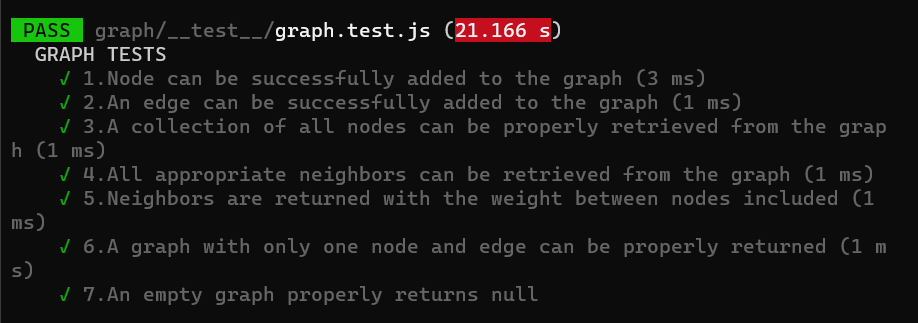 PASS graph/__test__/graph.test.js (21.166 s)
GRAPH TESTS
√ 1.Node can be successfully added to the graph (3 ms)
√ 2.An edge can be successfully added to the graph (1 ms)
√ 3.A collection of all nodes can be properly retrieved from the grap
h (1 ms)
√ 4.All appropriate neighbors can be retrieved from the graph (1 ms)
√ 5.Neighbors are returned with the weight between nodes included (1
ms)
√ 6.A graph with only one node and edge can be properly returned (1 m
s)
√ 7.An empty graph properly returns null